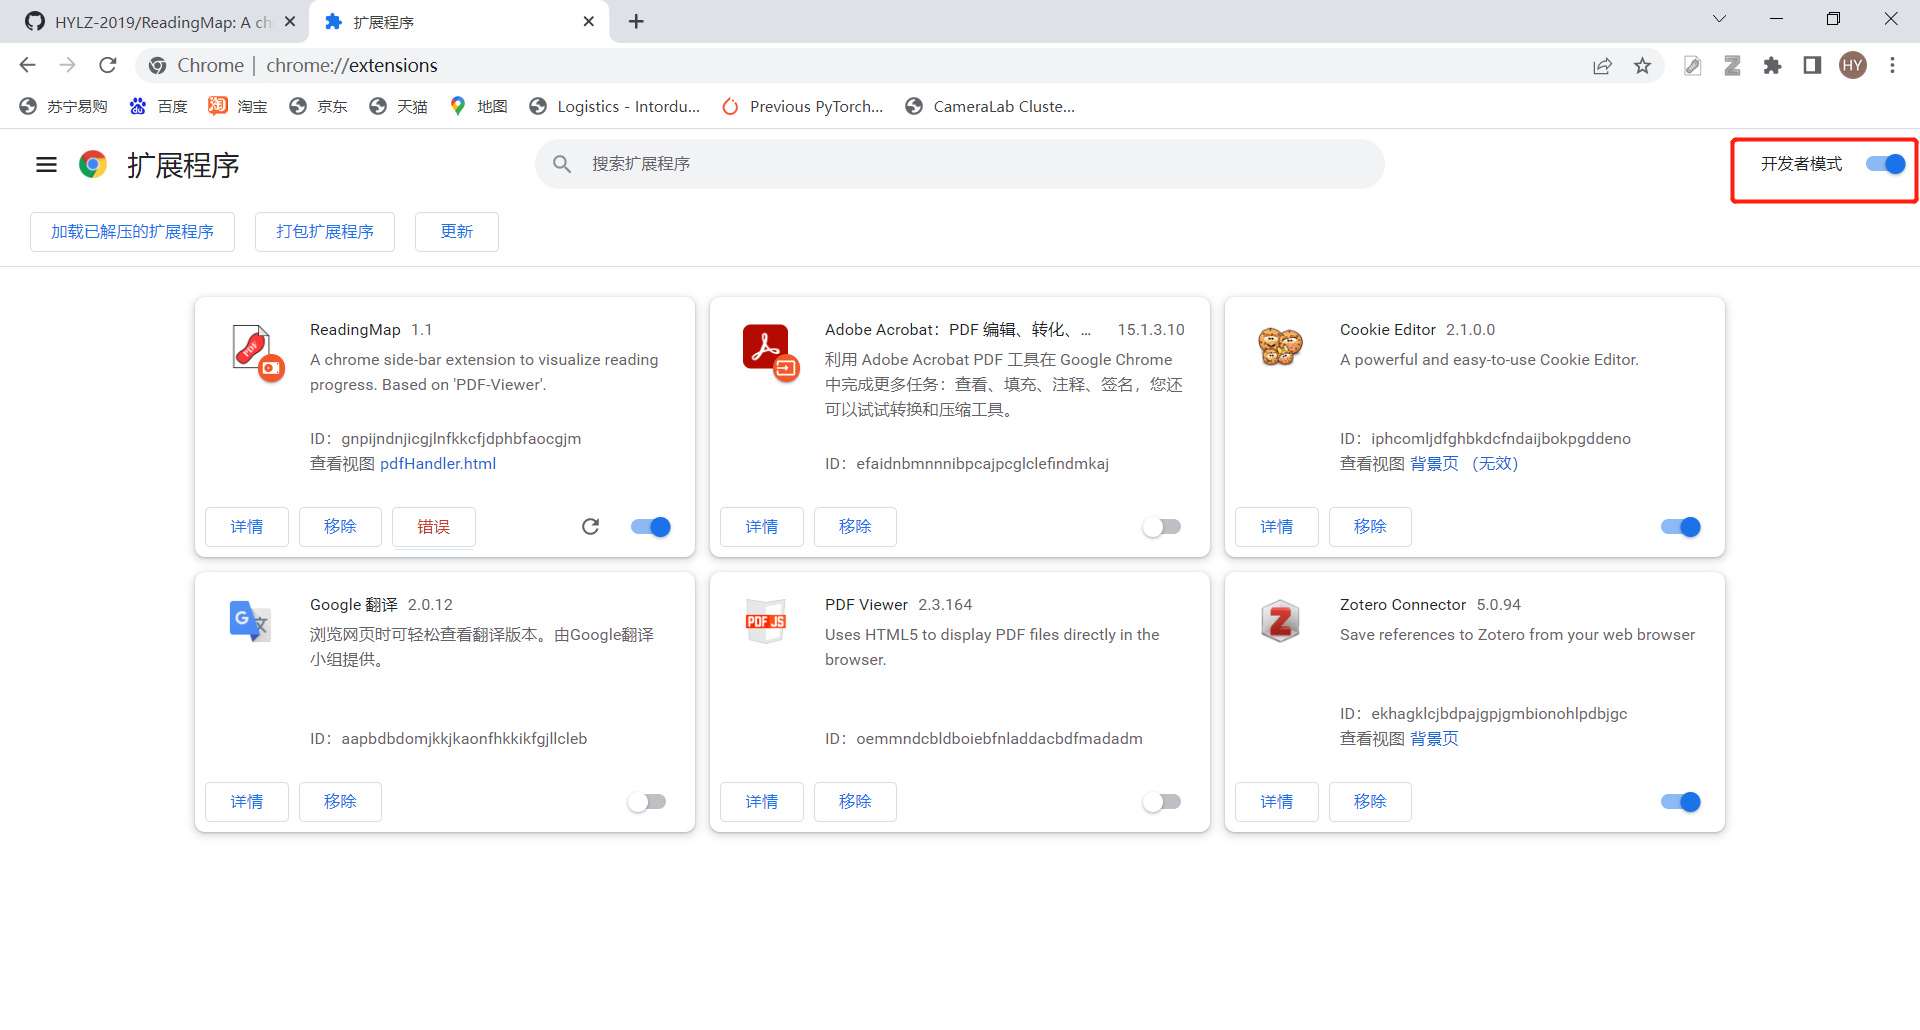 HYLZ-2019/ReadingMap: A ch
扩展程序
Chrome | chrome://extensions
HY
苏宁易购
百度
淘宝
京东
天猫
地图
Logistics - Intordu...
Previous PyTorch...
CameraLab Cluste...
扩展程序
搜索扩展程序
开发者模式
加载已解压的扩展程序
打包扩展程序
更新
PDF
ReadingMap 1.1
A chrome side-bar extension to visualize reading
progress. Based on 'PDF-Viewer'.
ID：gnpijndnjicgjlnfkkcfjdphbfaocgjm
查看视图 pdfHandler.html
详情
移除
错误
Adobe Acrobat：PDF 编辑、转化、... 15.1.3.10
利用 Adobe Acrobat PDF 工具在 Google Chrome
中完成更多任务：查看、填充、注释、签名，您还
可以试试转换和压缩工具。
ID：efaidnbmnnnibpcajpcglclefindmkaj
详情
移除
Cookie Editor 2.1.0.0
A powerful and easy-to-use Cookie Editor.
ID：iphcomljdfghbkdcfndaijbokpgddeno
查看视图 背景页 （无效）
详情
移除
G 文
Google 翻译 2.0.12
浏览网页时可轻松查看翻译版本。由Google翻译
小组提供。
ID：aapbdbdomjkkjkaonfhkkikfgjllcleb
详情
移除
PDF JS
PDF Viewer 2.3.164
Uses HTML5 to display PDF files directly in the
browser.
ID：oemmndcbldboiebfnladdacbdfmadadm
详情
移除
Z
Zotero Connector 5.0.94
Save references to Zotero from your web browser
ID：ekhagklcjbdpajgpjgmbionohlpdbjgc
查看视图 背景页
详情
移除